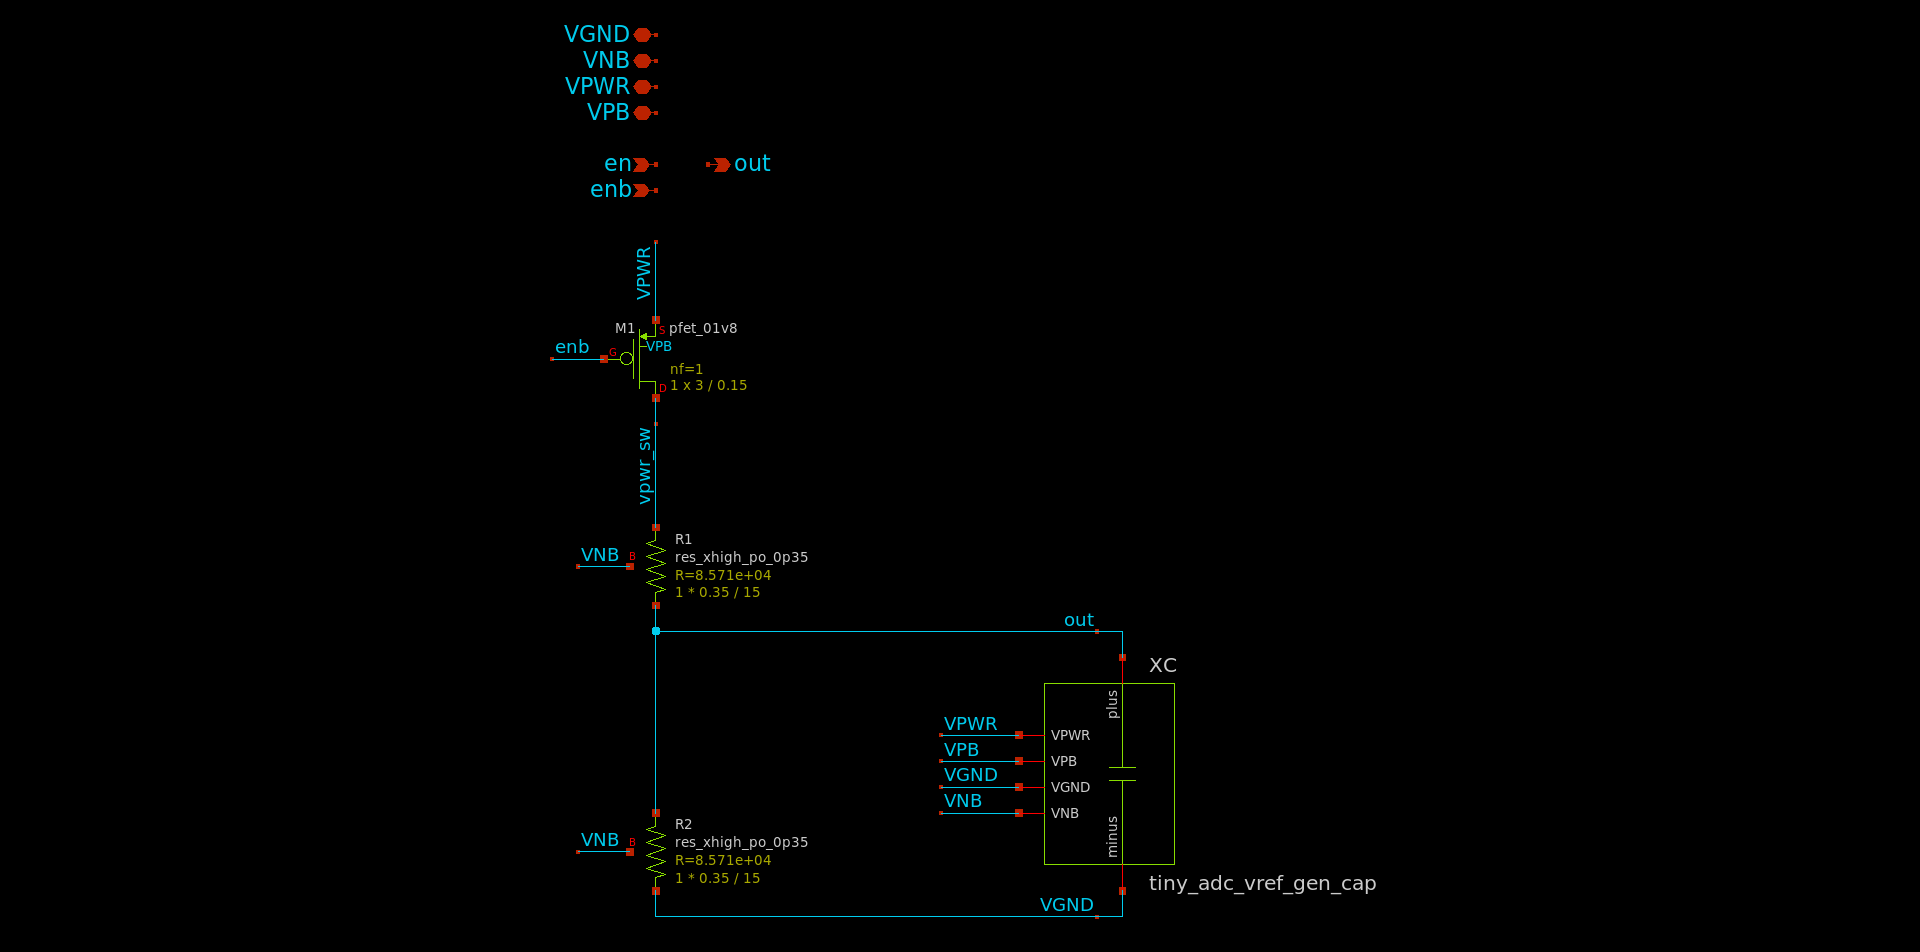 VGND
VNB
VPWR
VPB
en
out
enb
VPWR
M1
S
pfet_01v8
enb
G
VPB
nf=1
D
1 x 3 / 0.15
vpwr_sw
R1
VNB
B
res_xhigh_po_0p35
R=8.571e+04
1 * 0.35 / 15
out
XC
plus
VPWR
VPWR
VPB
VPB
VGND
VGND
VNB
VNB
minus
R2
VNB
B
res_xhigh_po_0p35
R=8.571e+04
1 * 0.35 / 15
tiny_adc_vref_gen_cap
VGND